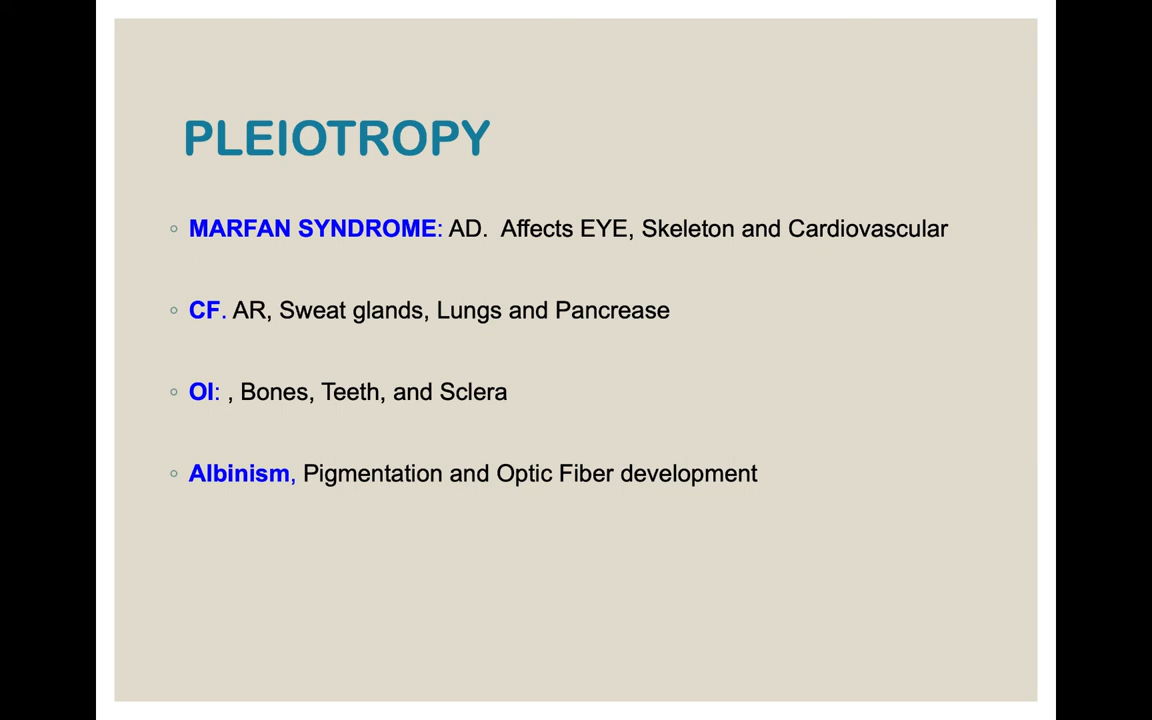 PLEIOTROPY
◦ MARFAN SYNDROME: AD. Affects EYE, Skeleton and Cardiovascular
◦ CF. AR, Sweat glands, Lungs and Pancrease
◦ OI: , Bones, Teeth, and Sclera
◦ Albinism, Pigmentation and Optic Fiber development